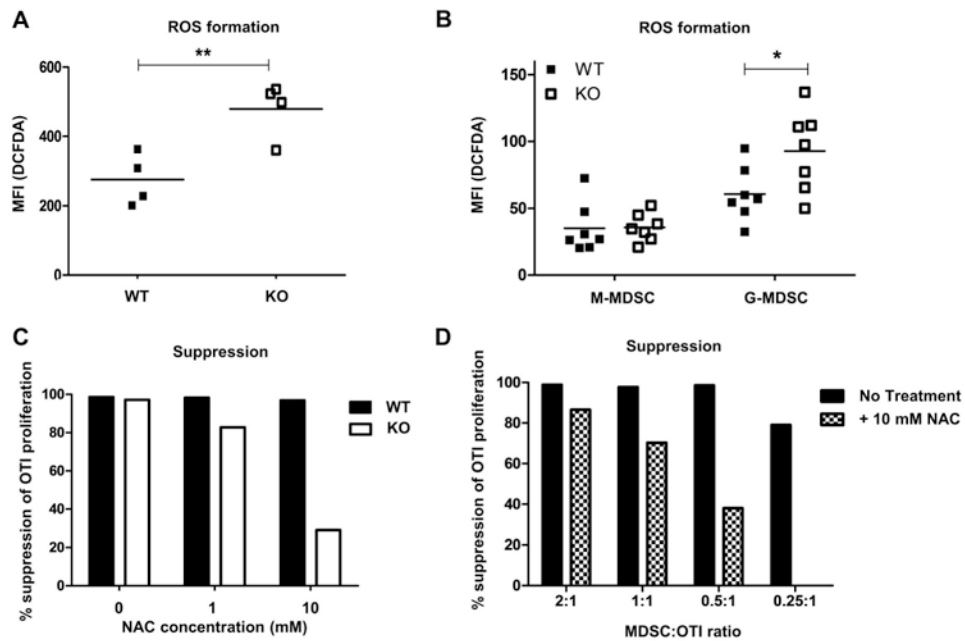 A
ROS formation
**
600
400
200
0
MFI (DCFDA)
WT
KO
B
ROS formation
*
WT
KO
150
100
50
0
MFI (DCFDA)
M-MDSC
G-MDSC
C
Suppression
100
80
60
40
20
0
% suppression of OTI proliferation
WT
KO
0
1
10
NAC concentration (mM)
D
Suppression
100
80
60
40
20
0
% suppression of OTI proliferation
No Treatment
+ 10 mM NAC
2:1
1:1
0.5:1
0.25:1
MDSC:OTI ratio